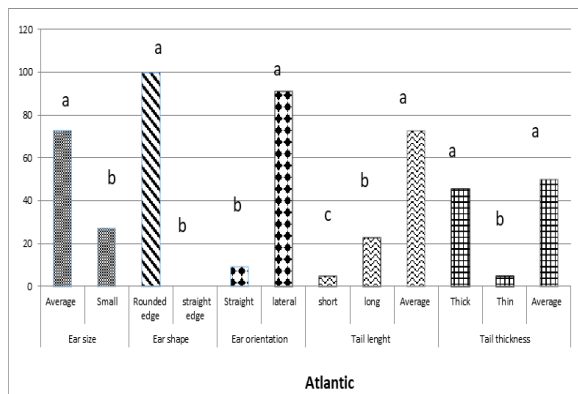 120
100
80
60
40
20
0
a
b
a
b
b
a
c
b
a
a
b
a
Average Small Rounded edge straight edge Straight lateral short long Average Thick Thin Average
Ear size Ear shape Ear orientation Tail lenght Tail thickness
Atlantic